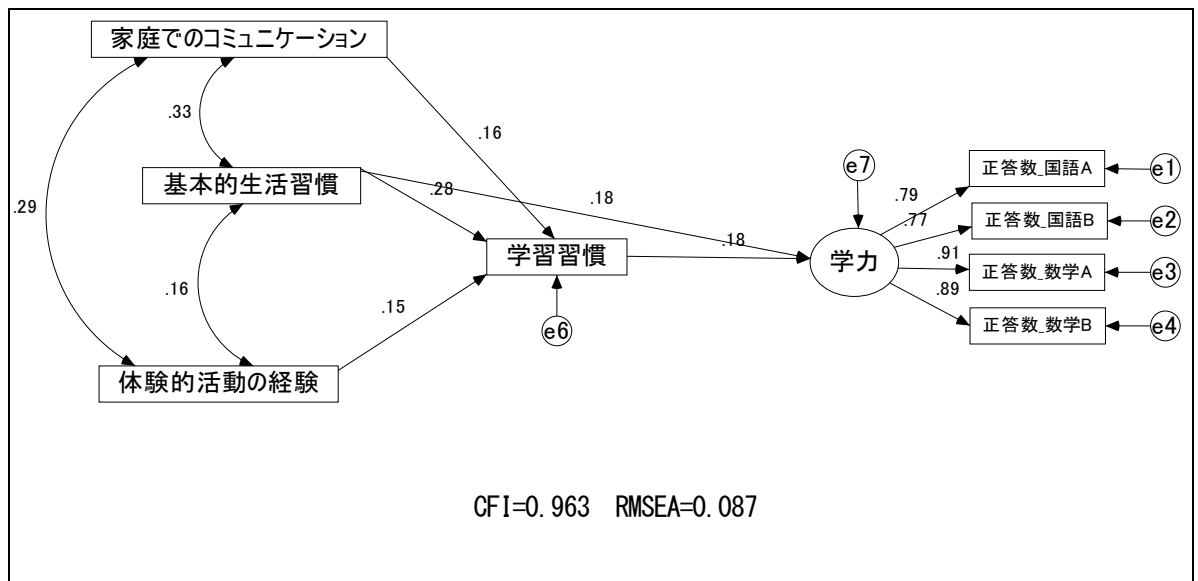 家庭でのコミュニケーション
.33
.16
.29
基本的生活習慣
.28
.18
.16
学習習慣
.18
.15
e6
体験的活動の経験
e7
学力
.79
.77
.91
.89
正答数_国語A
e1
正答数_国語B
e2
正答数_数学A
e3
正答数_数学B
e4
CFI=0.963 RMSEA=0.087